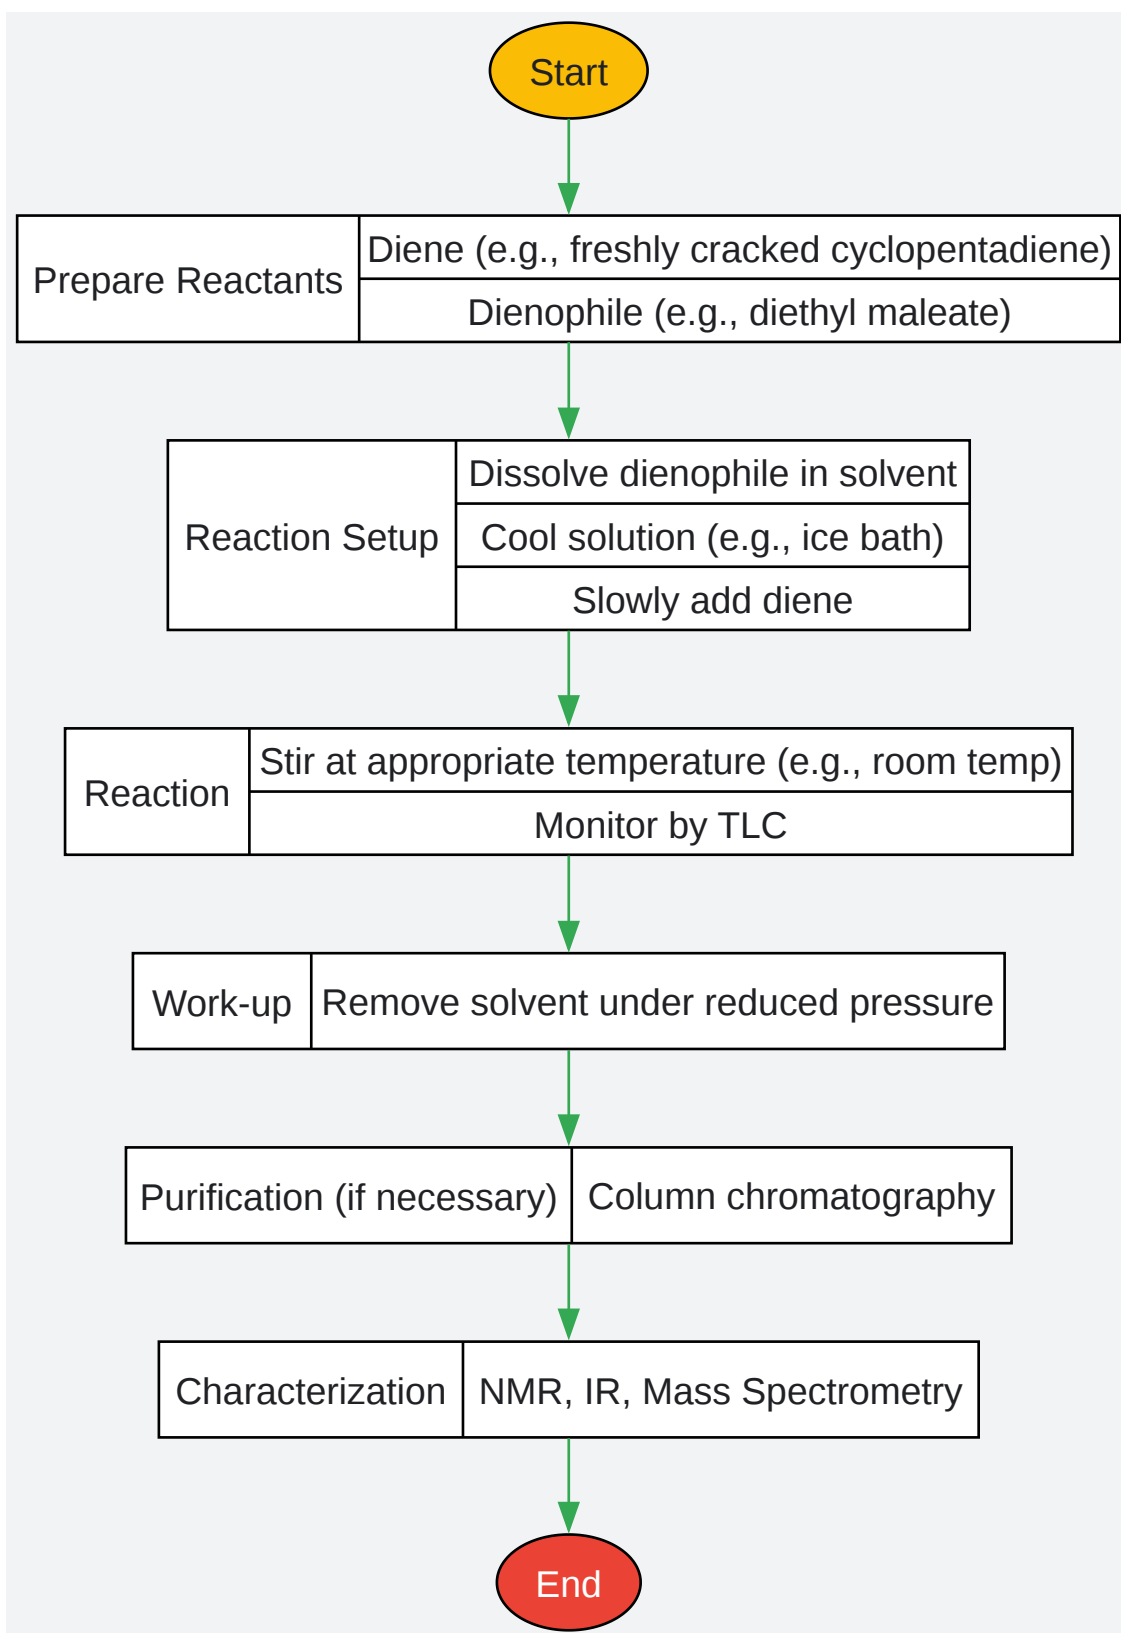 Start
Prepare Reactants
Diene (e.g., freshly cracked cyclopentadiene)
Dienophile (e.g., diethyl maleate)
Reaction Setup
Dissolve dienophile in solvent
Cool solution (e.g., ice bath)
Slowly add diene
Reaction
Stir at appropriate temperature (e.g., room temp)
Monitor by TLC
Work-up
Remove solvent under reduced pressure
Purification (if necessary)
Column chromatography
Characterization
NMR, IR, Mass Spectrometry
End